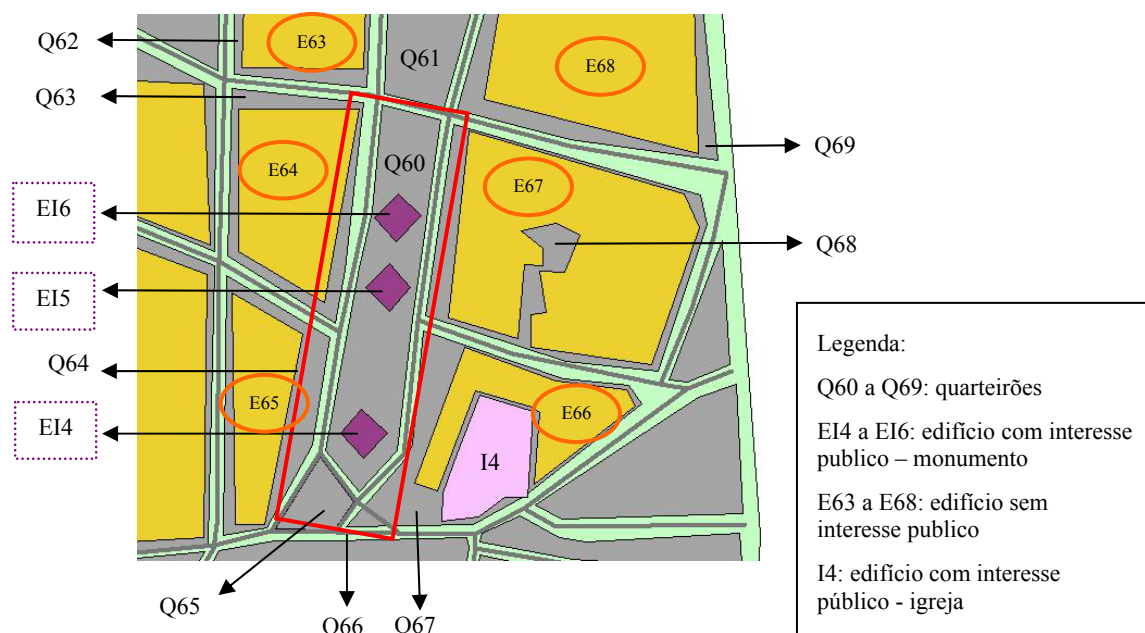 Q62
E63
Q61
E68
Q63
Q69
E64
Q60
E67
EI6
Q68
EI5
Q64
E65
E66
EI4
I4
Q65
Q66
Q67
Legenda:
Q60 a Q69: quarteirões
EI4 a EI6: edifício com interesse
publico – monumento
E63 a E68: edifício sem
interesse publico
I4: edifício com interesse
público - igreja